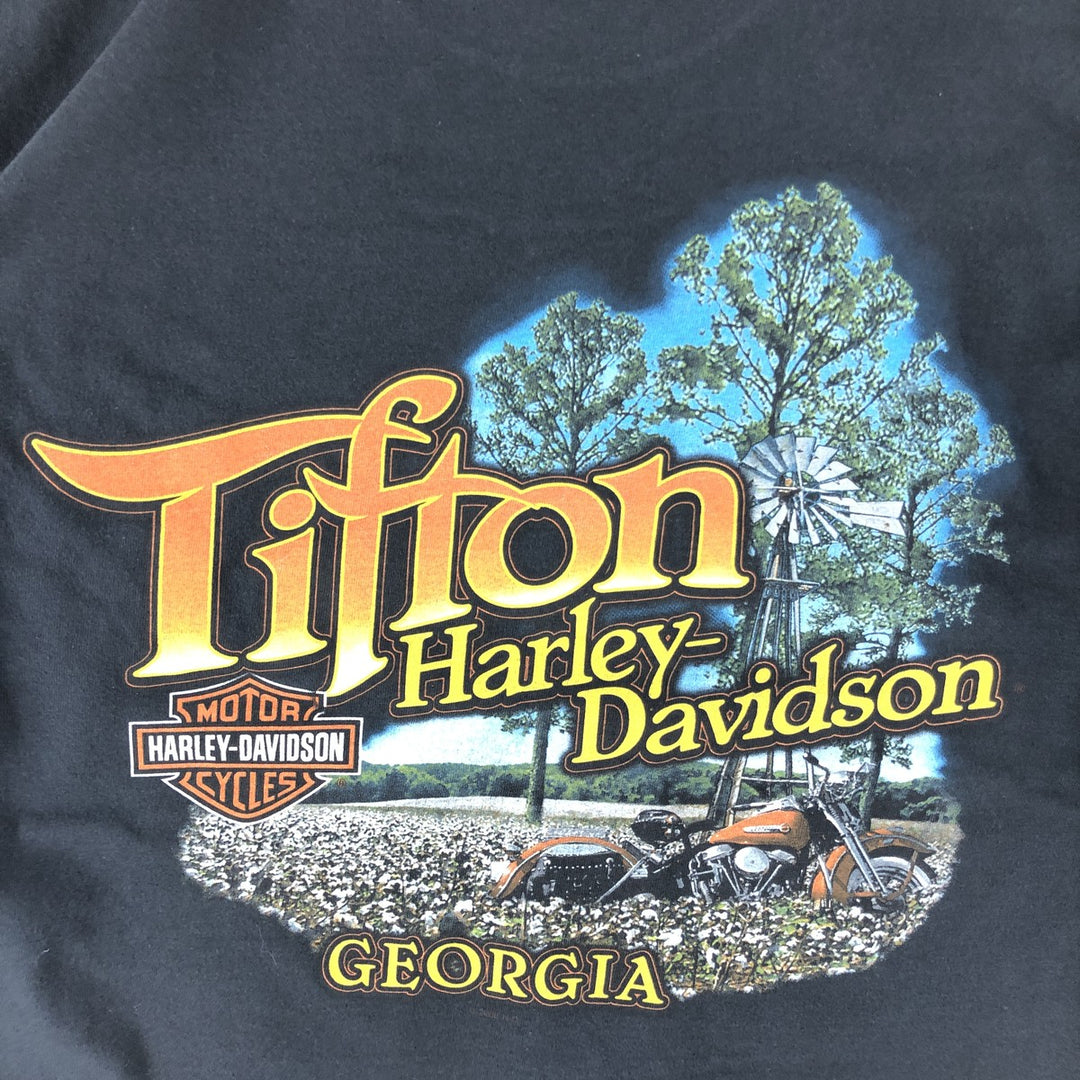 Tifton
Harley-
Davidson
MOTOR
HARLEY-DAVIDSON
CYCLES
GEORGIA